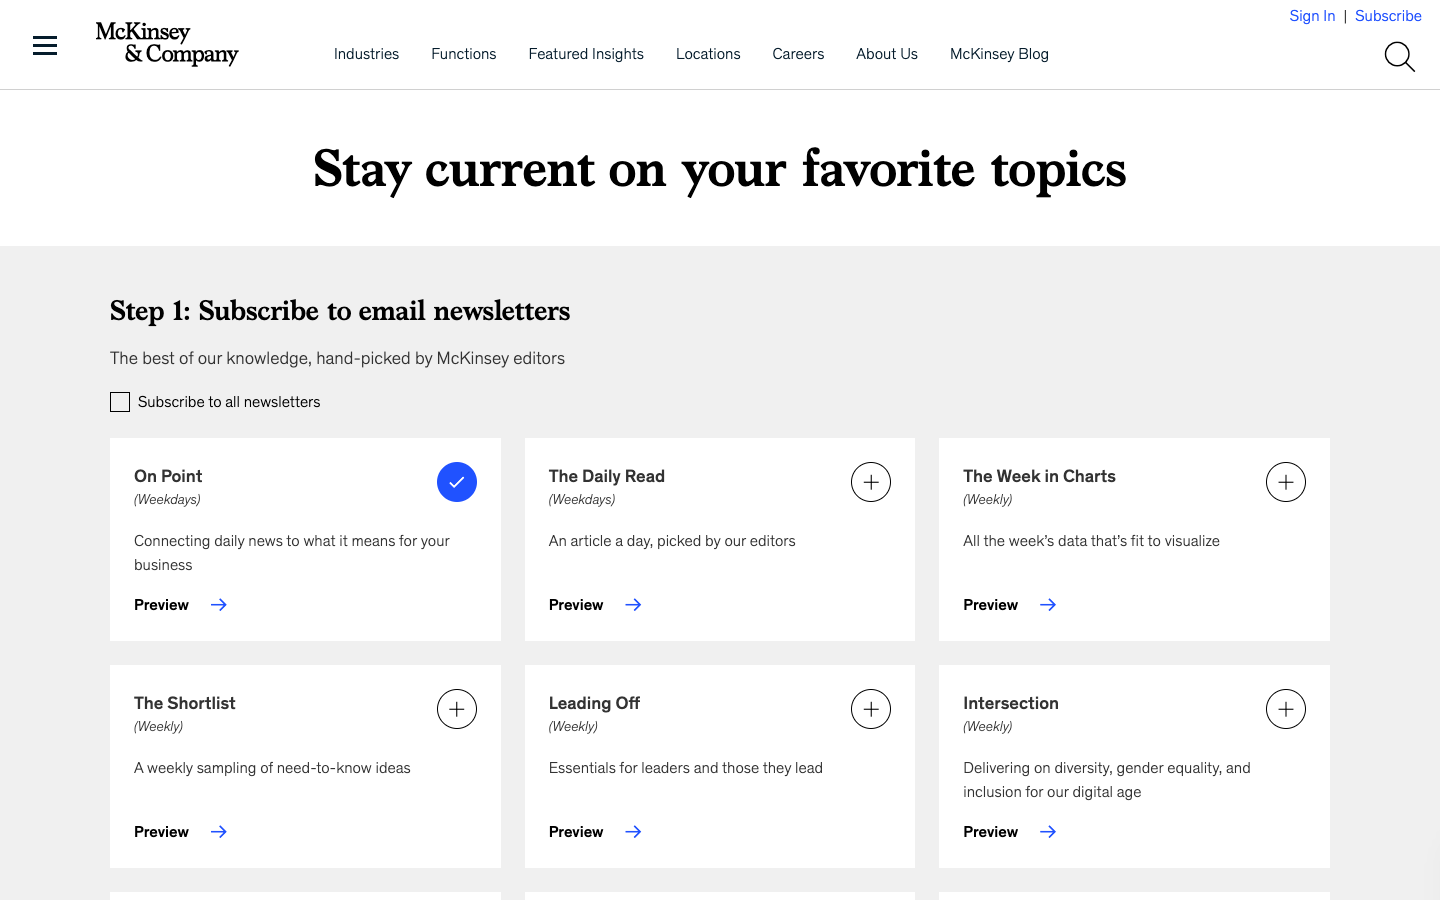 Sign In | Subscribe
McKinsey
& Company
Industries Functions Featured Insights Locations Careers About Us McKinsey Blog
Stay current on your favorite topics
Step 1: Subscribe to email newsletters
The best of our knowledge, hand-picked by McKinsey editors
Subscribe to all newsletters
On Point
(Weekdays)
Connecting daily news to what it means for your
business
Preview
The Daily Read
(Weekdays)
An article a day, picked by our editors
Preview
The Week in Charts
(Weekly)
All the week’s data that’s fit to visualize
Preview
The Shortlist
(Weekly)
A weekly sampling of need-to-know ideas
Preview
Leading Off
(Weekly)
Essentials for leaders and those they lead
Preview
Intersection
(Weekly)
Delivering on diversity, gender equality, and
inclusion for our digital age
Preview